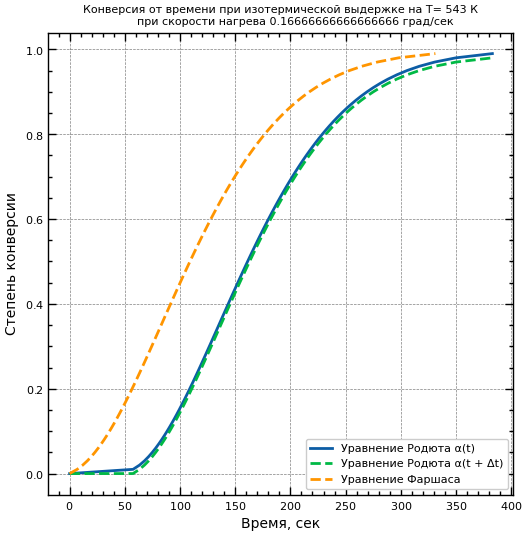 Конверсия от времени при изотермической выдержке на T= 543 К
при скорости нагрева 0.16666666666666666 град/сек
1.0
0.8
0.6
0.4
0.2
0.0
Степень конверсии
Уравнение Родюта α(t)
Уравнение Родюта α(t + Δt)
Уравнение Фаршаса
0 50 100 150 200 250 300 350 400
Время, сек